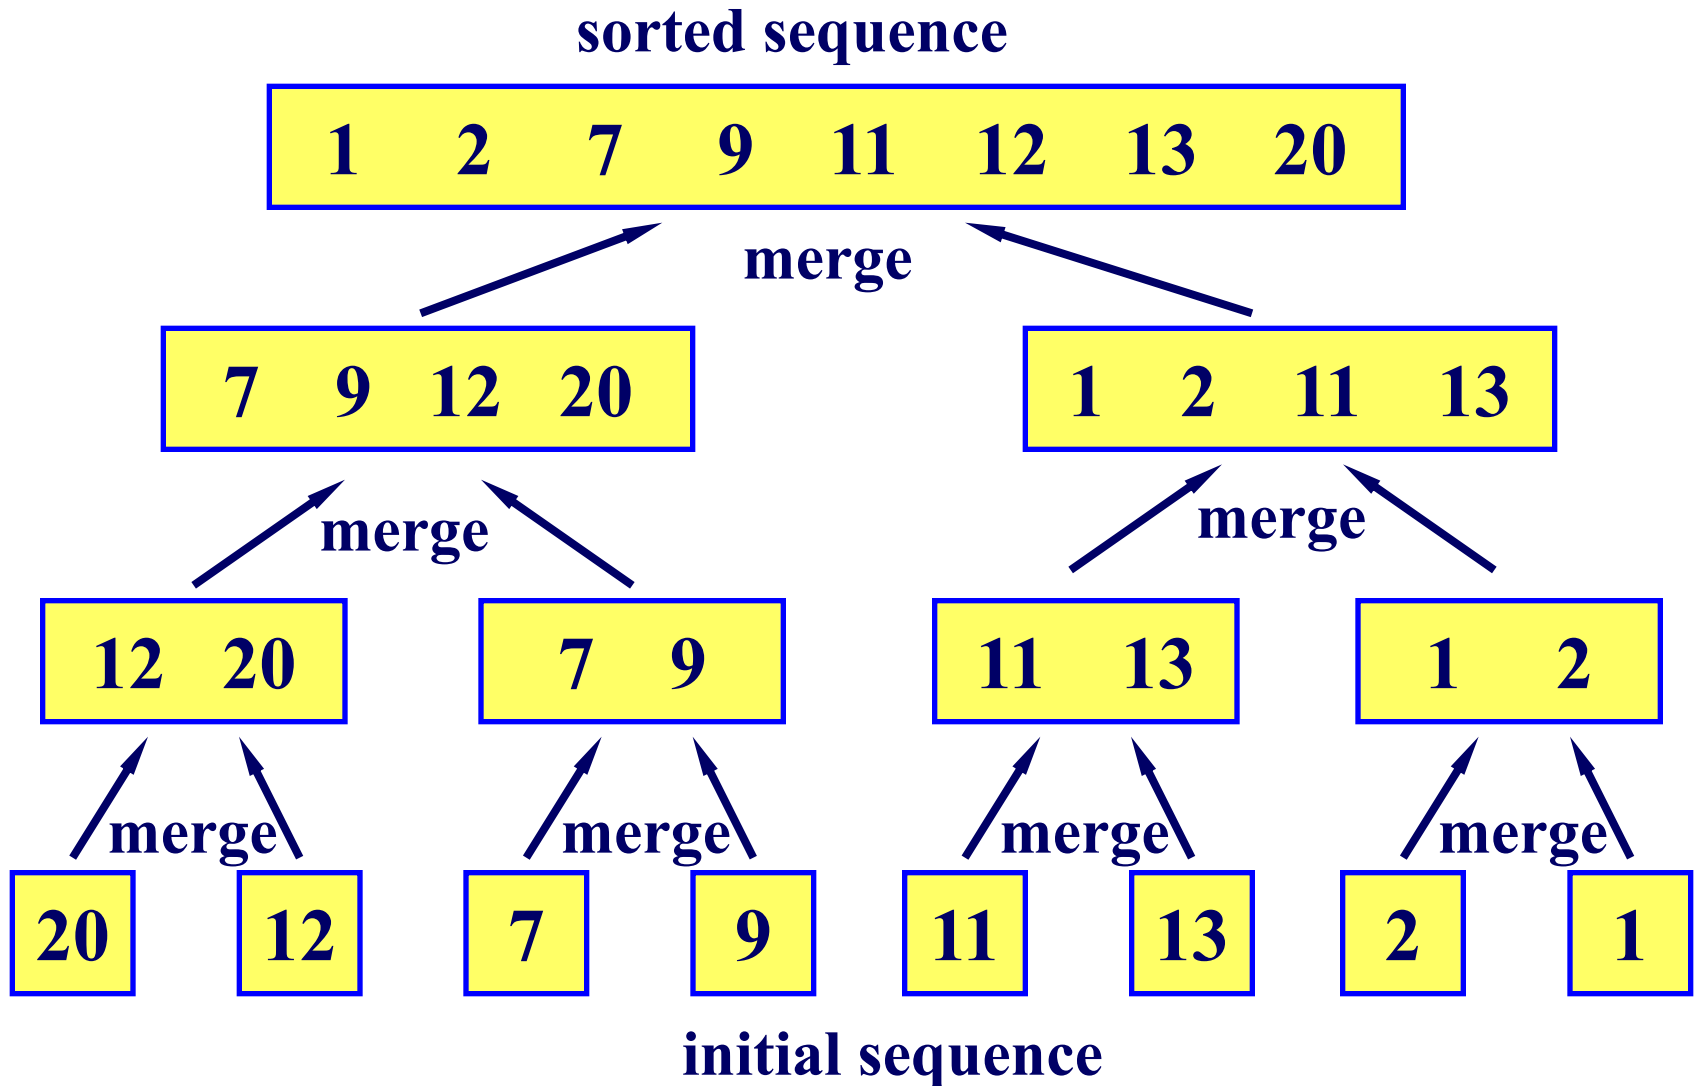 sorted sequence
1 2 7 9 11 12 13 20
merge
7 9 12 20
1 2 11 13
merge
merge
12 20
7 9
11 13
1 2
merge
merge
merge
merge
20
12
7
9
11
13
2
1
initial sequence